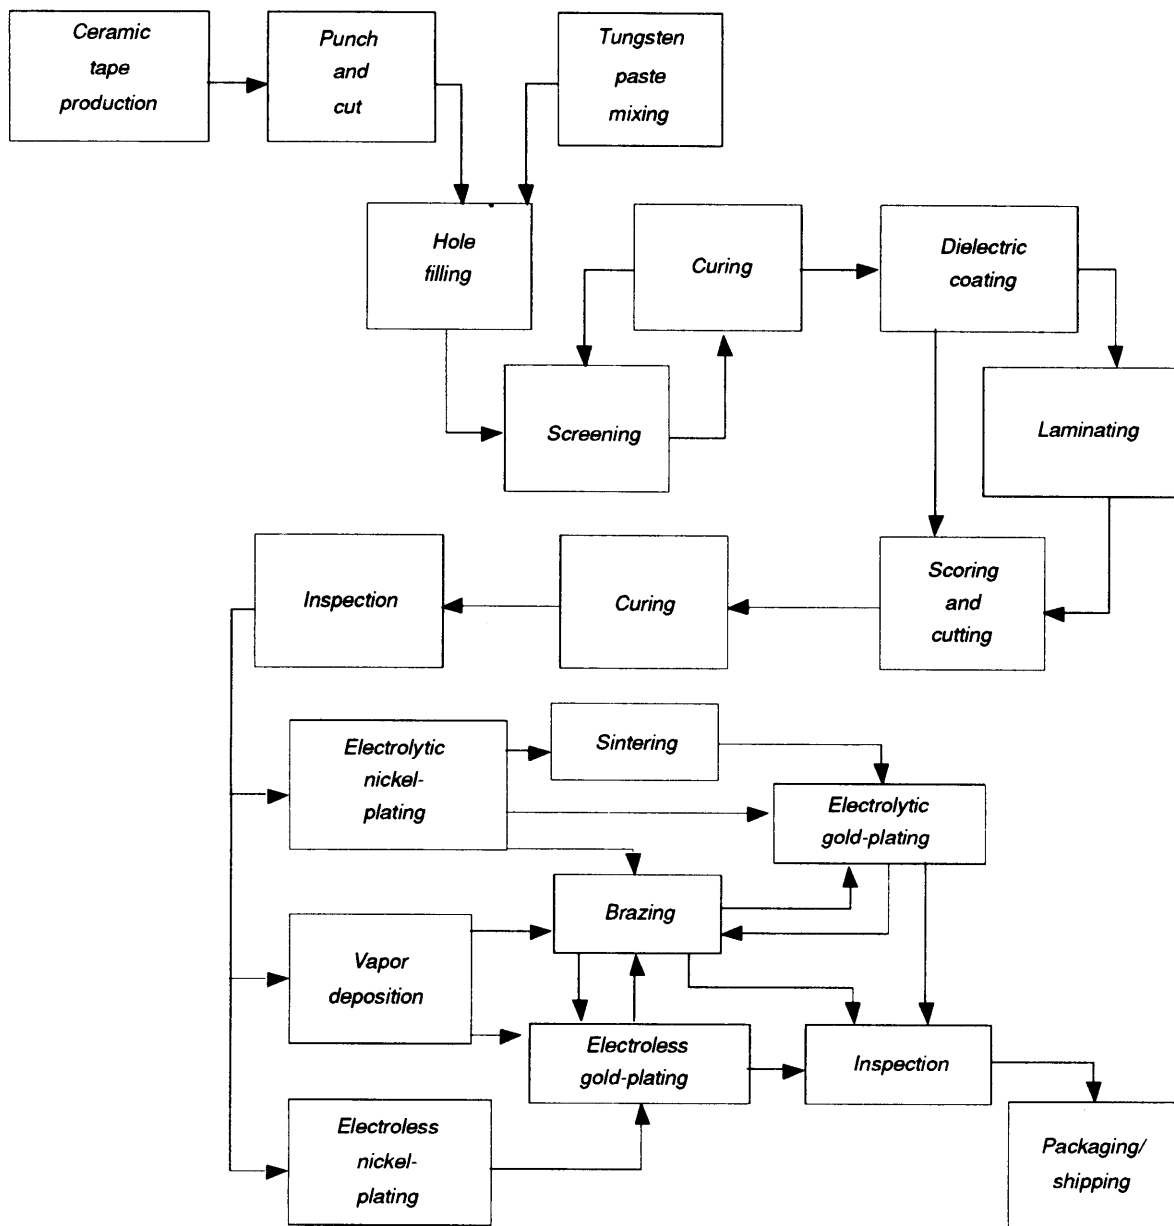 Ceramic
tape
production
Punch
and
cut
Tungsten
paste
mixing
Hole
filling
Curing
Dielectric
coating
Screening
Laminating
Inspection
Curing
Scoring
and
cutting
Electrolytic
nickel-
plating
Sintering
Electrolytic
gold-plating
Brazing
Vapor
deposition
Electroless
gold-plating
Inspection
Electroless
nickel-
plating
Packaging/
shipping